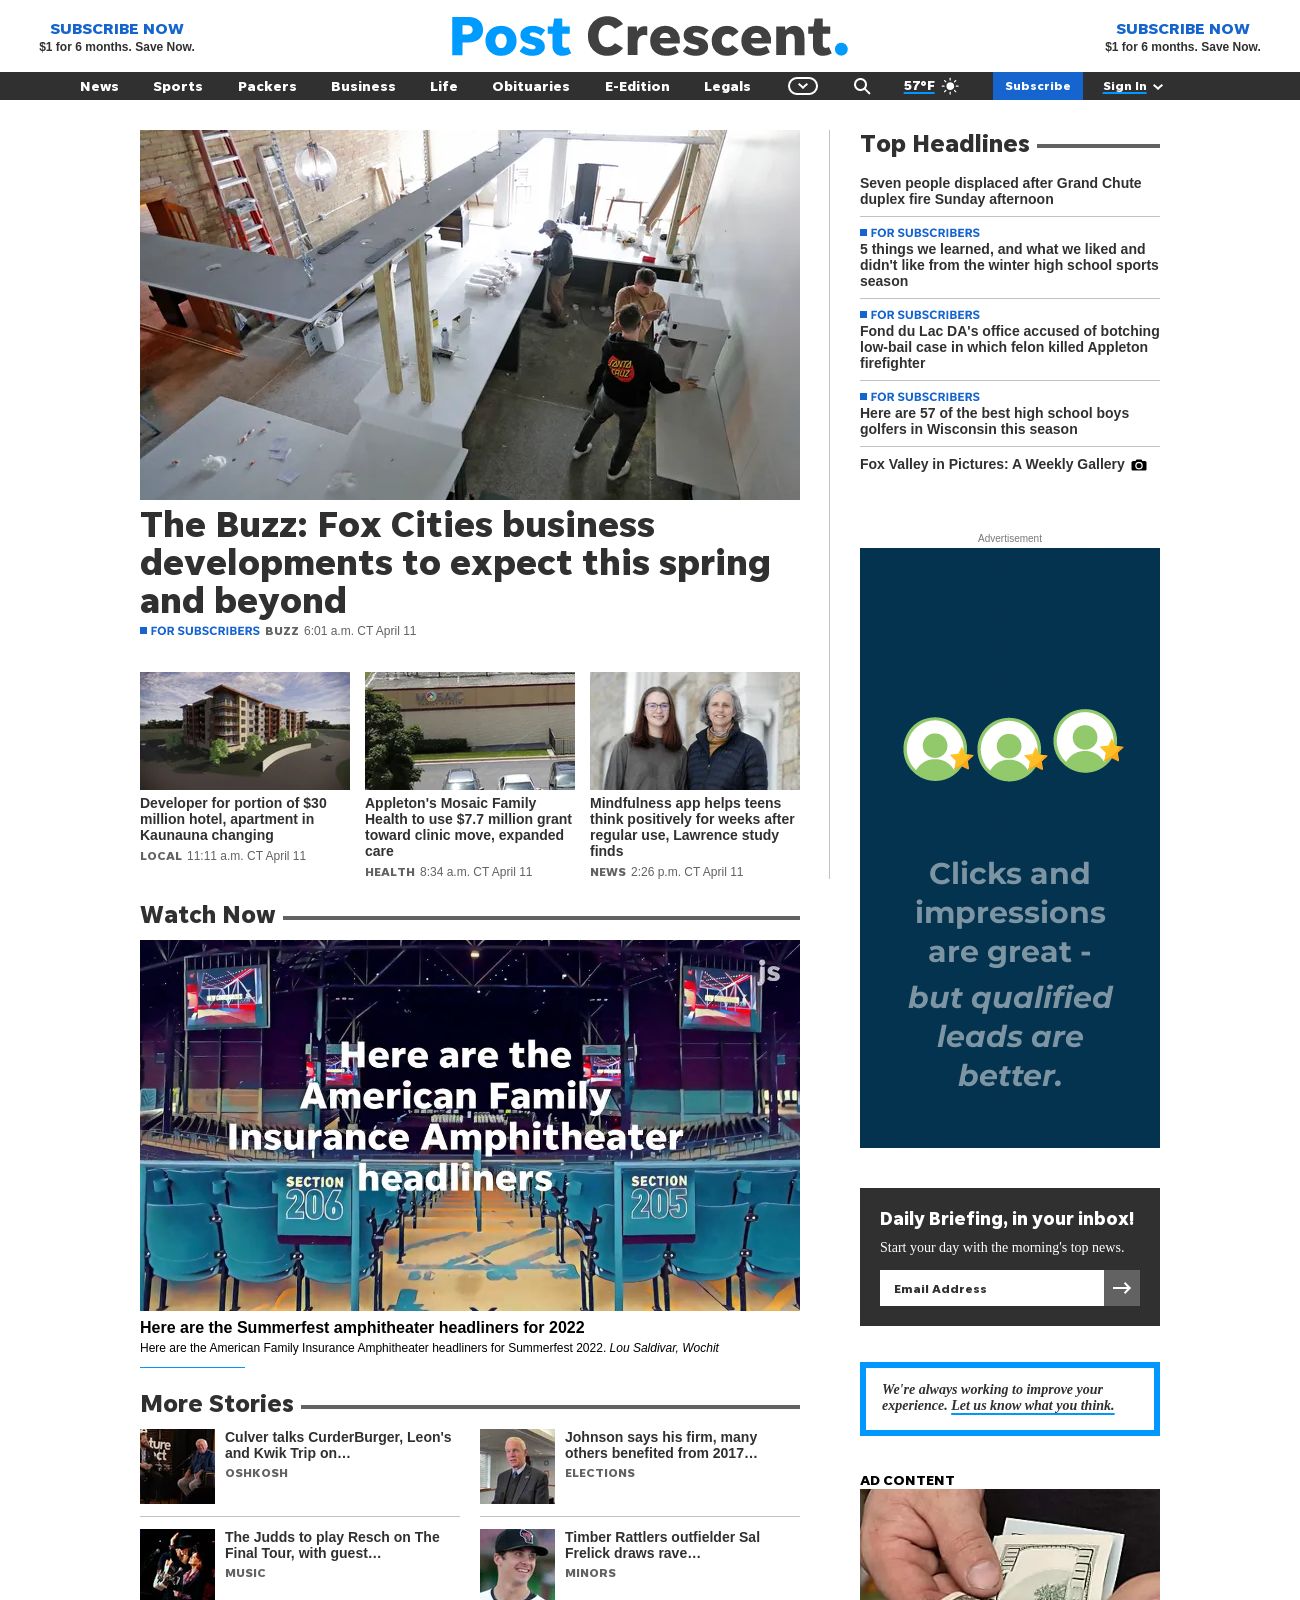 SUBSCRIBE NOW
$1 for 6 months. Save Now.
Post Crescent.
SUBSCRIBE NOW
$1 for 6 months. Save Now.
News Sports Packers Business Life Obituaries E-Edition Legals 57°F Subscribe Sign In
The Buzz: Fox Cities business
developments to expect this spring
and beyond
FOR SUBSCRIBERS BUZZ 6:01 a.m. CT April 11
SANTA
CRUZ
MOSAIC
Developer for portion of $30
million hotel, apartment in
Kaunauna changing
LOCAL 11:11 a.m. CT April 11
Appleton's Mosaic Family
Health to use $7.7 million grant
toward clinic move, expanded
care
HEALTH 8:34 a.m. CT April 11
Mindfulness app helps teens
think positively for weeks after
regular use, Lawrence study
finds
NEWS 2:26 p.m. CT April 11
Top Headlines
Seven people displaced after Grand Chute
duplex fire Sunday afternoon
FOR SUBSCRIBERS
5 things we learned, and what we liked and
didn't like from the winter high school sports
season
FOR SUBSCRIBERS
Fond du Lac DA's office accused of botching
low-bail case in which felon killed Appleton
firefighter
FOR SUBSCRIBERS
Here are 57 of the best high school boys
golfers in Wisconsin this season
Fox Valley in Pictures: A Weekly Gallery
Advertisement
Clicks and
impressions
are great -
but qualified
leads are
better.
Watch Now
js
Here are the
American Family
Insurance Amphitheater
headliners
SECTION
206
SECTION
205
Here are the Summerfest amphitheater headliners for 2022
Here are the American Family Insurance Amphitheater headliners for Summerfest 2022. Lou Saldivar, Wochit
Daily Briefing, in your inbox!
Start your day with the morning's top news.
Email Address
We're always working to improve your
experience. Let us know what you think.
More Stories
Culver talks CurderBurger, Leon's
and Kwik Trip on…
OSHKOSH
Johnson says his firm, many
others benefited from 2017…
ELECTIONS
The Judds to play Resch on The
Final Tour, with guest…
MUSIC
Timber Rattlers outfielder Sal
Frelick draws rave…
MINORS
AD CONTENT